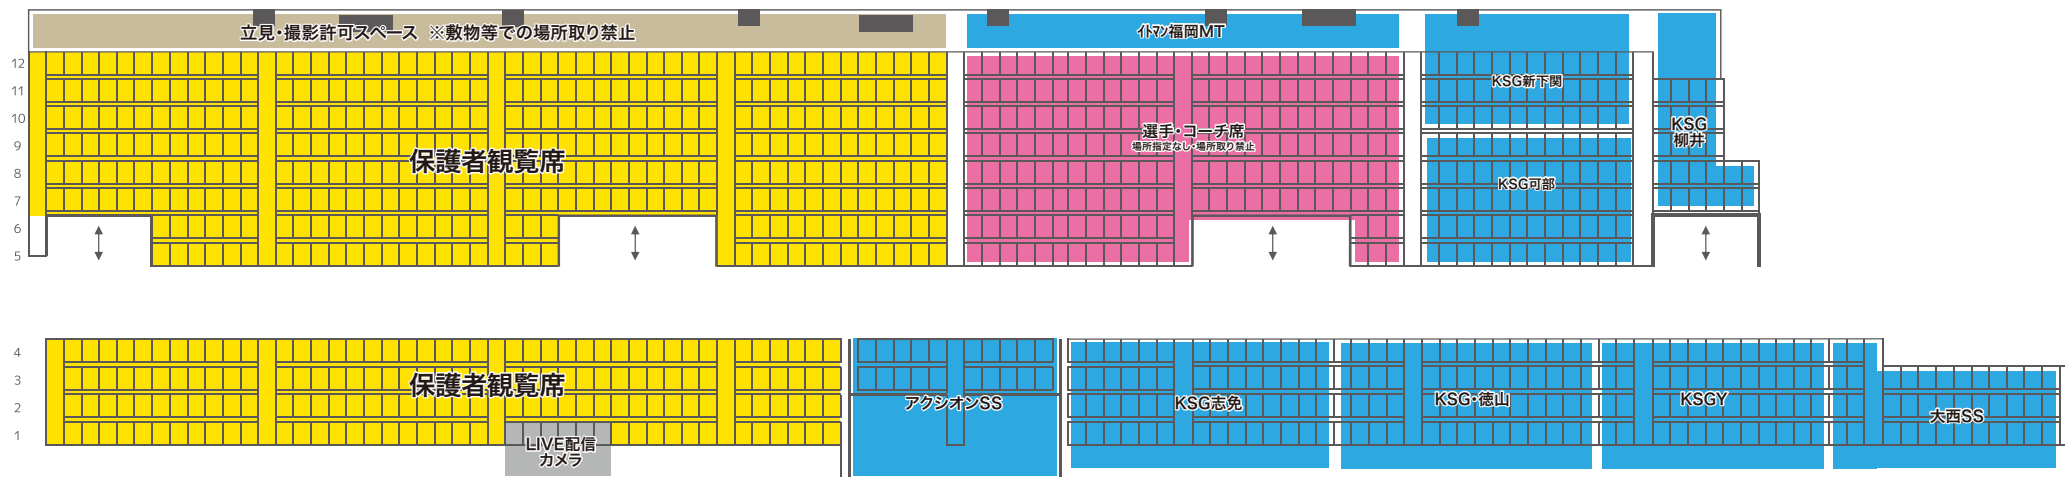 立見・撮影許可スペース ※敷物等での場所取り禁止
ｲﾄﾏﾝ福岡MT
12
11
10
9
8
7
6
5
保護者観覧席
選手・コーチ席
場所指定なし・場所取り禁止
KSG新下関
KSG可部
KSG
柳井
4
3
2
1
保護者観覧席
LIVE配信
カメラ
アクシオンSS
KSG志免
KSG・徳山
KSGY
大西SS